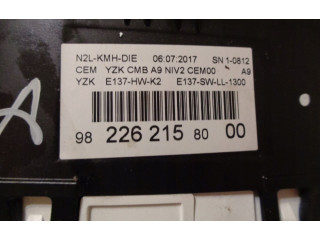 N2L-KMH-DIE 06:07:2017 SN 1-0812
CEM YZK CMB A9 NIV2 CEM00 A9
YZK E137-HW-K2 E137-SW-LL-1300
98 226 215 80 00
A